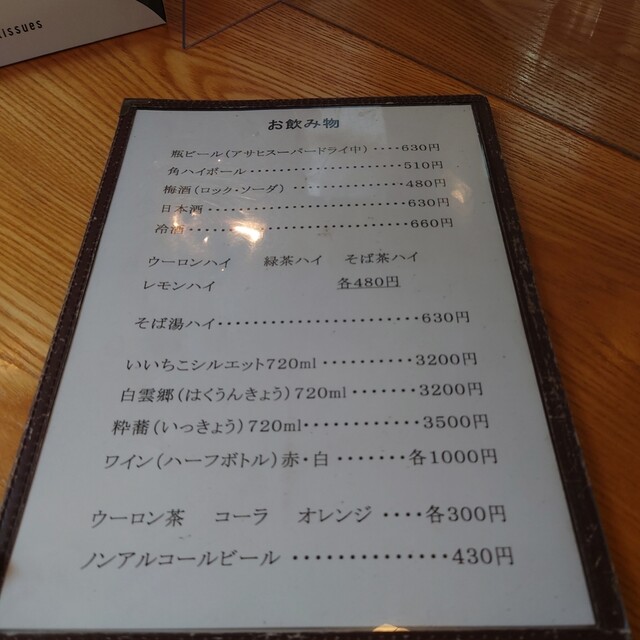 tissues
お飲み物
瓶ビール(アサヒスーパードライ中)････630円
角ハイボール･･････････････････････510円
梅酒(ロック･ソーダ) ･･････････････480円
日本酒･･････････････････････････630円
冷酒････････････････････････････660円
ウーロンハイ 緑茶ハイ そば茶ハイ
レモンハイ 各480円
そば湯ハイ･･･････････････････････630円
いいちこシルエット720ml･･････････3200円
白雲郷(はくうんきょう)720ml･･･････3200円
粋蕎(いっきょう)720ml････････････3500円
ワイン(ハーフボトル)赤･白 ････････各1000円
ウーロン茶 コーラ オレンジ ････各300円
ノンアルコールビール ･･････････････430円